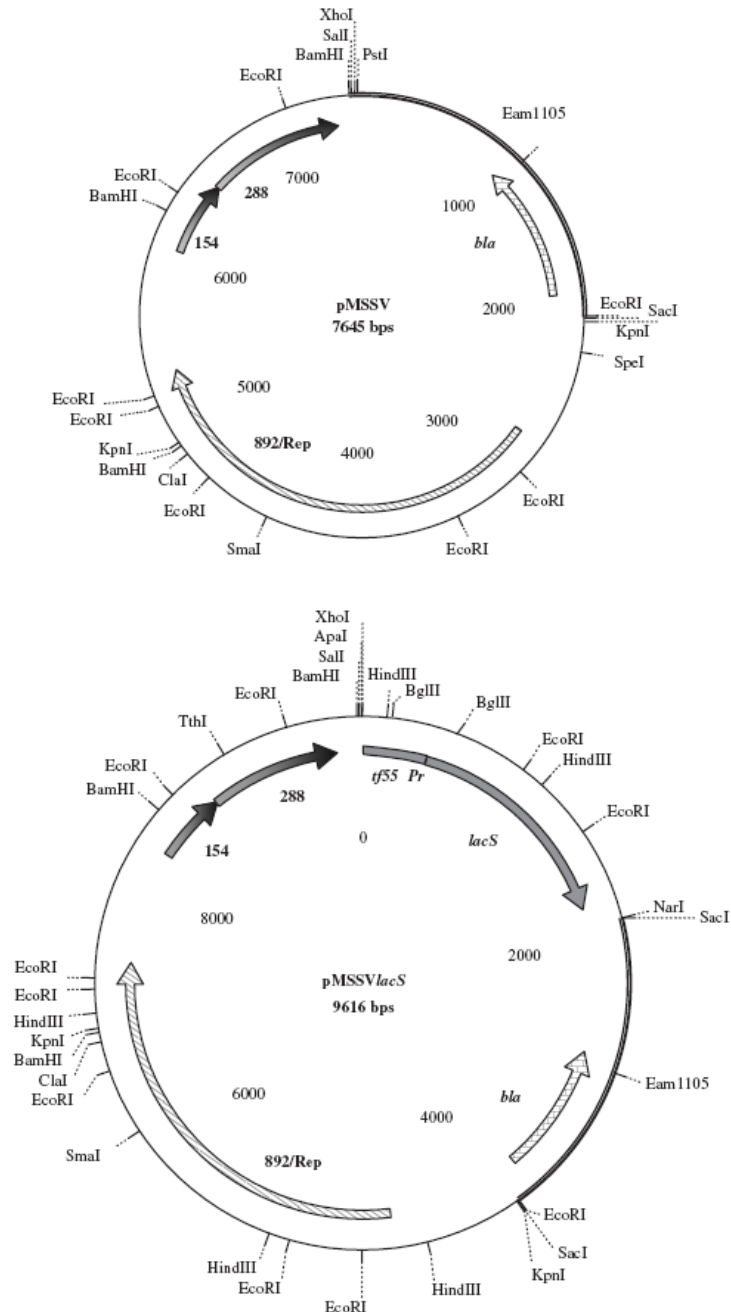 XhoI
SalI
BamHI PstI
EcoRI
Eam1105
EcoRI
BamHI
7000
288
1000
154
bla
6000
pMSSV
7645 bps
2000
EcoRI
SacI
KpnI
SpeI
5000
EcoRI
EcoRI
3000
892/Rep
4000
KpnI
BamHI
ClaI
EcoRI
EcoRI
SmaI
EcoRI
XhoI
ApaI
SalI
BamHI HindIII
BglII
EcoRI
BglII
TthI
EcoRI
HindIII
EcoRI
BamHI
EcoRI
tf55 Pr
288
lacS
154
0
NarI
SacI
8000
2000
EcoRI
EcoRI
pMSSVlacS
9616 bps
HindIII
KpnI
BamHI
ClaI
EcoRI
Eam1105
6000
bla
4000
SmaI
892/Rep
EcoRI
SacI
KpnI
HindIII
EcoRI
HindIII
EcoRI